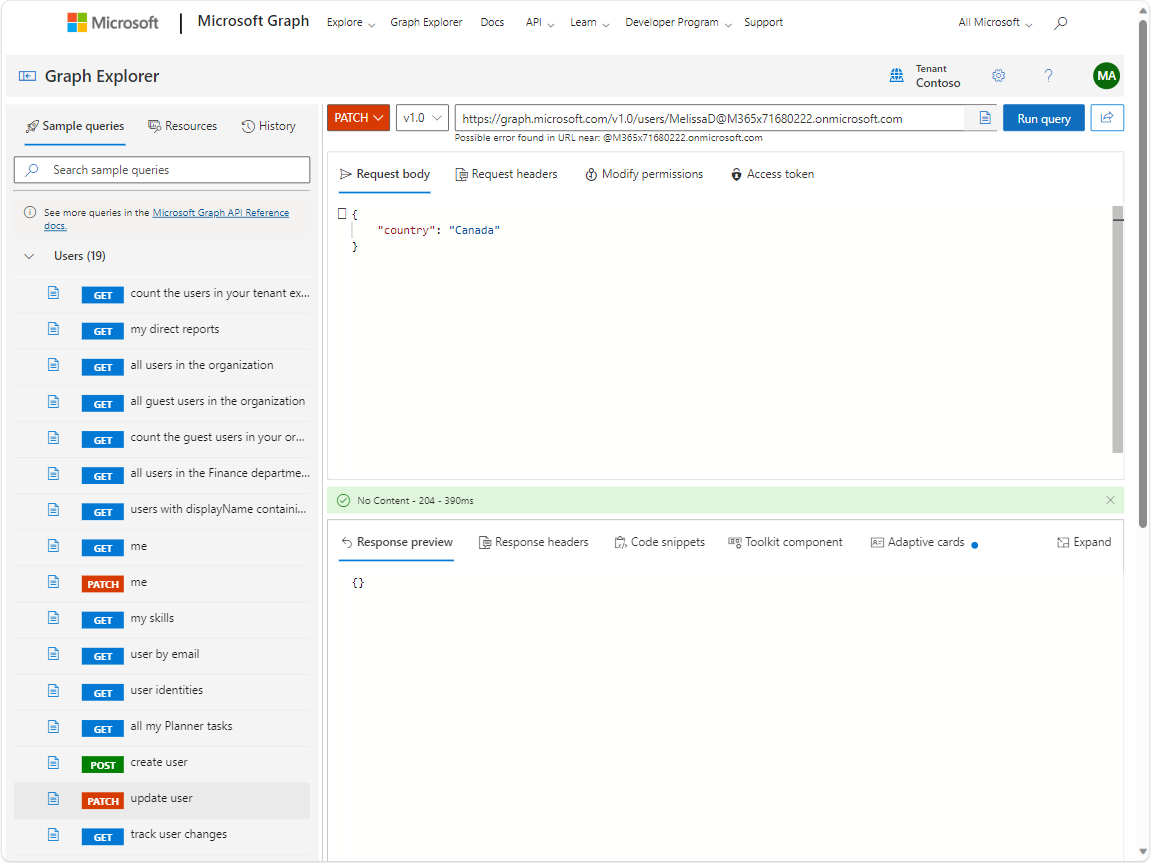 Microsoft
Microsoft Graph
Explore
Graph Explorer
Docs
API
Learn
Developer Program
Support
All Microsoft
Graph Explorer
Tenant
Contoso
?
MA
Sample queries
Resources
History
Search sample queries
See more queries in the Microsoft Graph API Reference
docs.
Users (19)
GET count the users in your tenant ex...
GET my direct reports
GET all users in the organization
GET all guest users in the organization
GET count the guest users in your or...
GET all users in the Finance departme...
GET users with displayName containi...
GET me
PATCH me
GET my skills
GET user by email
GET user identities
GET all my Planner tasks
POST create user
PATCH update user
GET track user changes
PATCH
v1.0
https://graph.microsoft.com/v1.0/users/MelissaD@M365x71680222.onmicrosoft.com
Run query
Possible error found in URL near: @M365x71680222.onmicrosoft.com
Request body
Request headers
Modify permissions
Access token
{
"country": "Canada"
}
No Content - 204 - 390ms
Response preview
Response headers
Code snippets
Toolkit component
Adaptive cards
Expand
{}